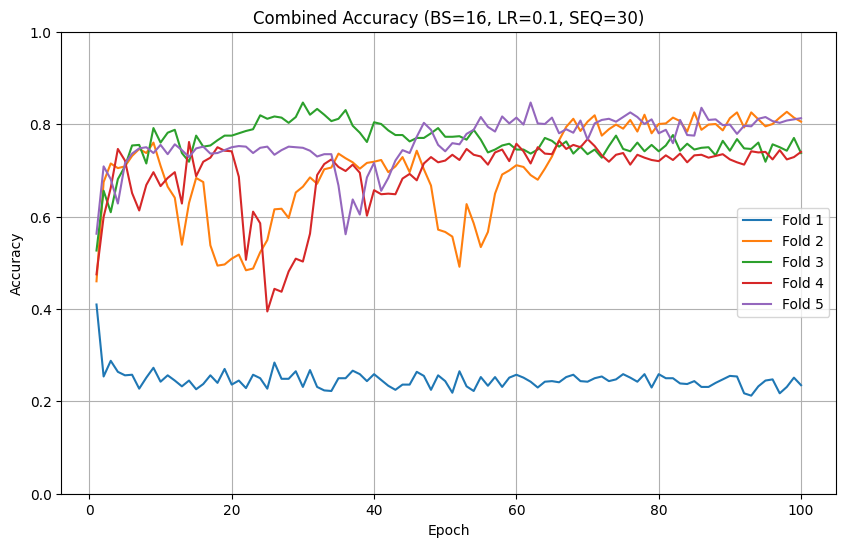 Combined Accuracy (BS=16, LR=0.1, SEQ=30)
Accuracy
1.0
0.8
0.6
0.4
0.2
0.0
Fold 1
Fold 2
Fold 3
Fold 4
Fold 5
0 20 40 60 80 100
Epoch